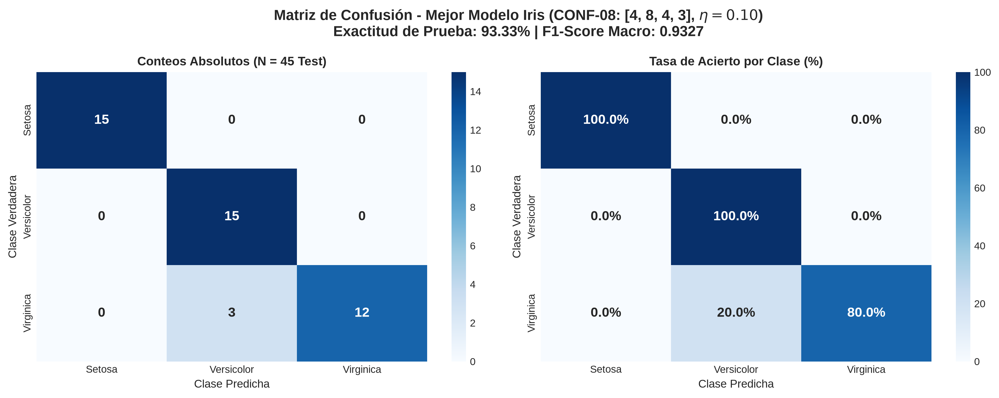 Matriz de Confusión - Mejor Modelo Iris (CONF-08: [4, 8, 4, 3], η = 0.10)
Exactitud de Prueba: 93.33% | F1-Score Macro: 0.9327
Conteos Absolutos (N = 45 Test)
Clase Verdadera
Setosa
Versicolor
Virginica
15 0 0
0 15 0
0 3 12
Setosa Versicolor Virginica
Clase Predicha
14
12
10
8
6
4
2
0
Tasa de Acierto por Clase (%)
Clase Verdadera
Setosa
Versicolor
Virginica
100.0% 0.0% 0.0%
0.0% 100.0% 0.0%
0.0% 20.0% 80.0%
Setosa Versicolor Virginica
Clase Predicha
100
80
60
40
20
0